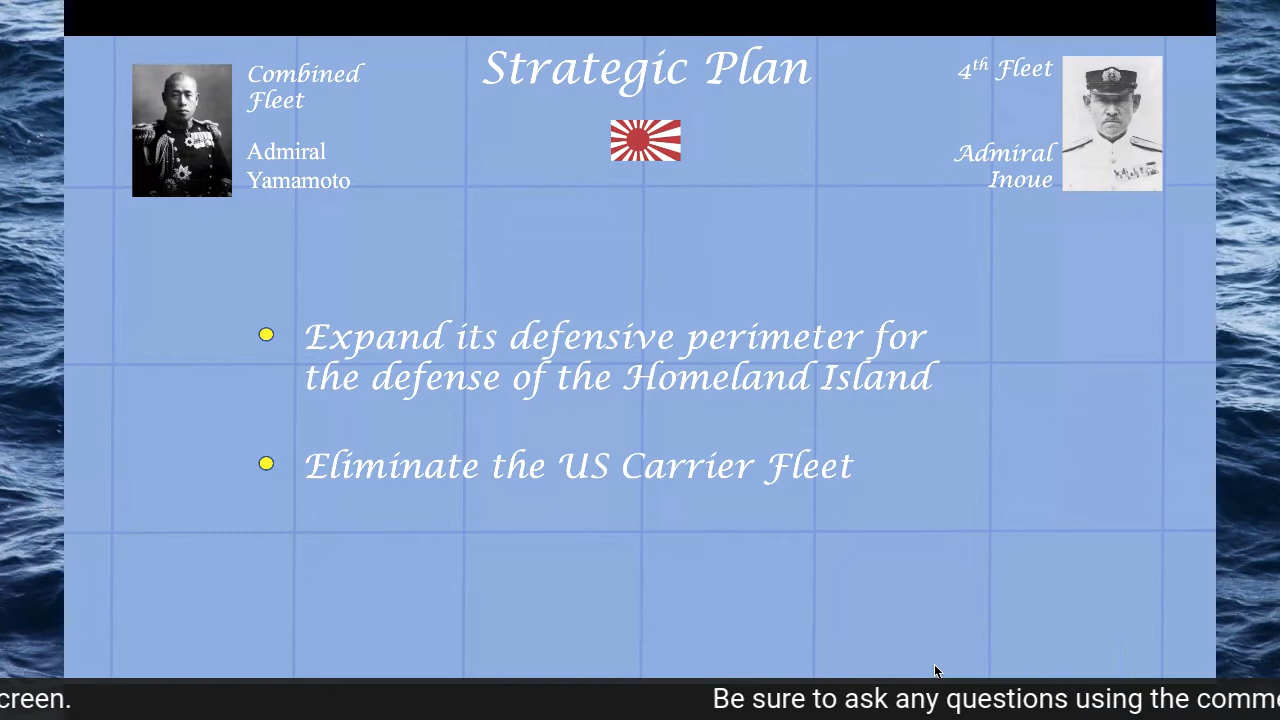 Strategic Plan
Combined
Fleet
Admiral
Yamamoto
4th Fleet
Admiral
Inoue
Expand its defensive perimeter for
the defense of the Homeland Island
Eliminate the US Carrier Fleet
creen.
Be sure to ask any questions using the comm